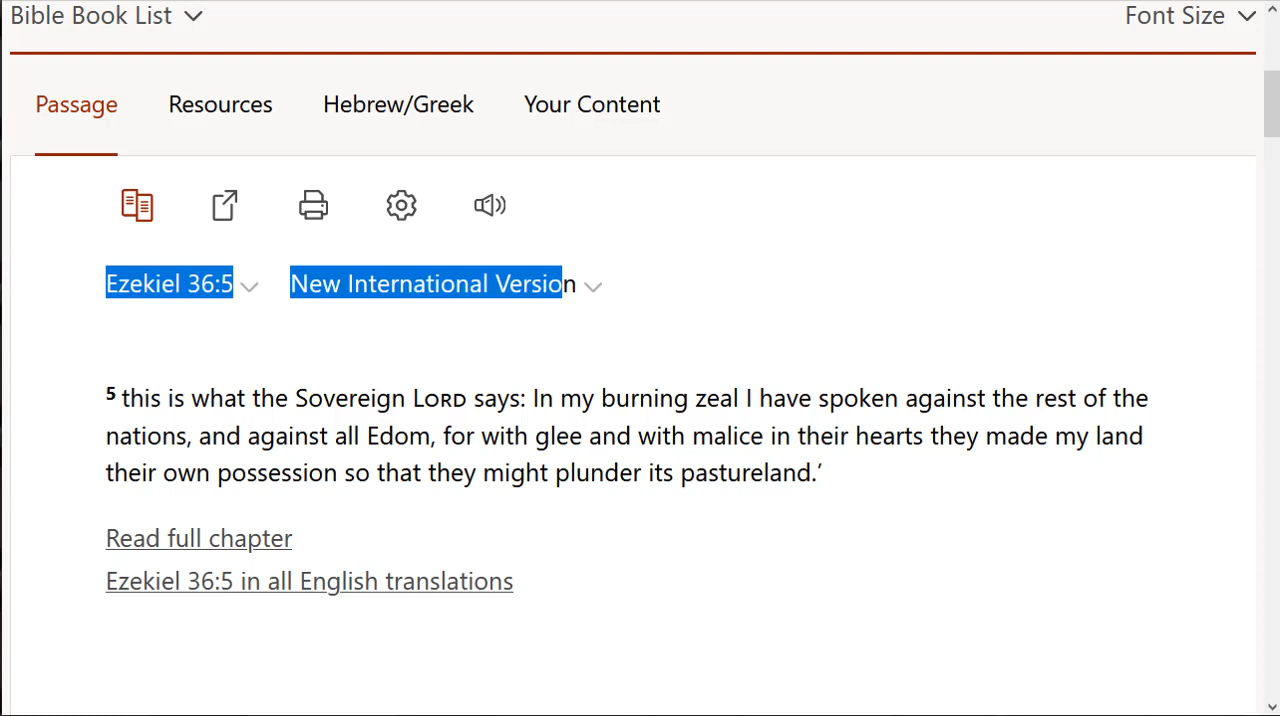 Bible Book List Font Size
Passage Resources Hebrew/Greek Your Content
Ezekiel 36:5 New International Version
5 this is what the Sovereign LORD says: In my burning zeal I have spoken against the rest of the
nations, and against all Edom, for with glee and with malice in their hearts they made my land
their own possession so that they might plunder its pastureland.’
Read full chapter
Ezekiel 36:5 in all English translations